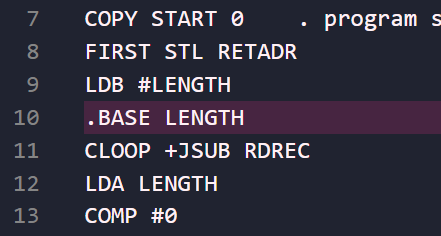 7 COPY START 0 . program s
8 FIRST STL RETADR
9 LDB #LENGTH
10 .BASE LENGTH
11 CLOOP +JSUB RDREC
12 LDA LENGTH
13 COMP #0